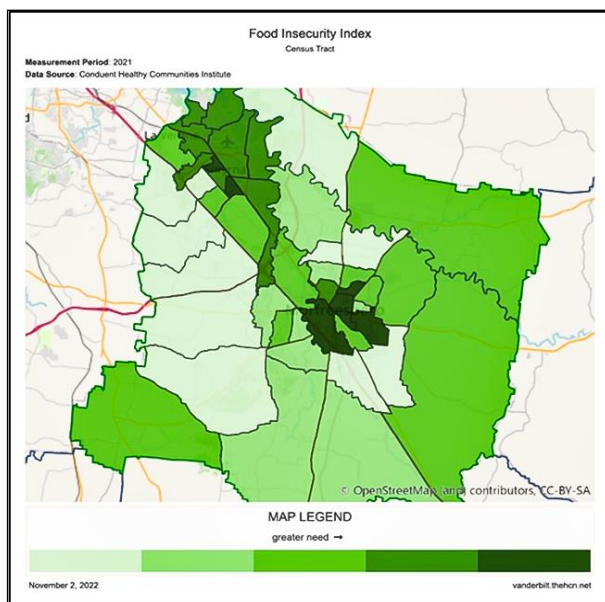 Food Insecurity Index
Census Tract
Measurement Period: 2021
Data Source: Conduent Healthy Communities Institute
© OpenStreetMap (and) contributors, CC-BY-SA
MAP LEGEND
greater need →
November 2, 2022
vanderbilt.thehcn.net